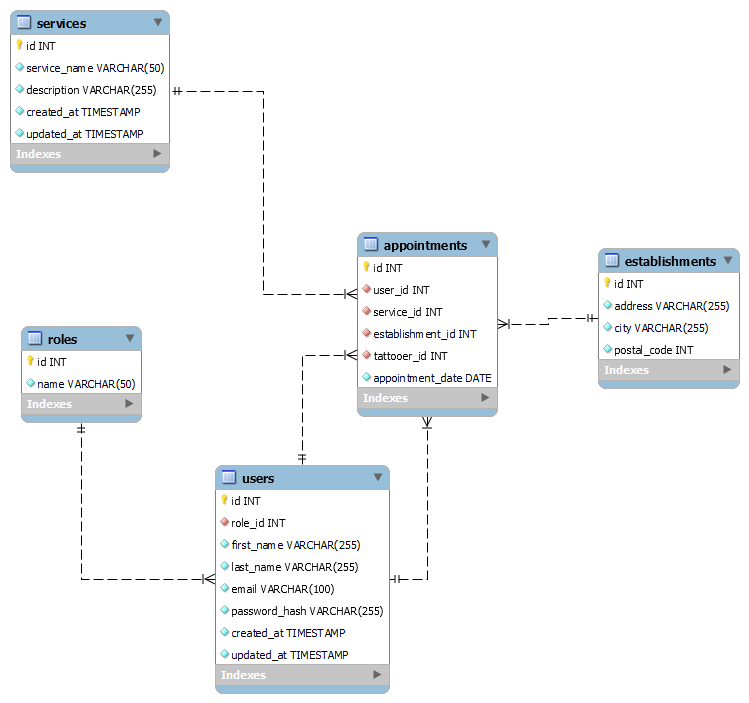 services
id INT
service_name VARCHAR(50)
description VARCHAR(255)
created_at TIMESTAMP
updated_at TIMESTAMP
Indexes
appointments
id INT
user_id INT
service_id INT
establishment_id INT
tattooer_id INT
appointment_date DATE
Indexes
establishments
id INT
address VARCHAR(255)
city VARCHAR(255)
postal_code INT
Indexes
roles
id INT
name VARCHAR(50)
Indexes
users
id INT
role_id INT
first_name VARCHAR(255)
last_name VARCHAR(255)
email VARCHAR(100)
password_hash VARCHAR(255)
created_at TIMESTAMP
updated_at TIMESTAMP
Indexes